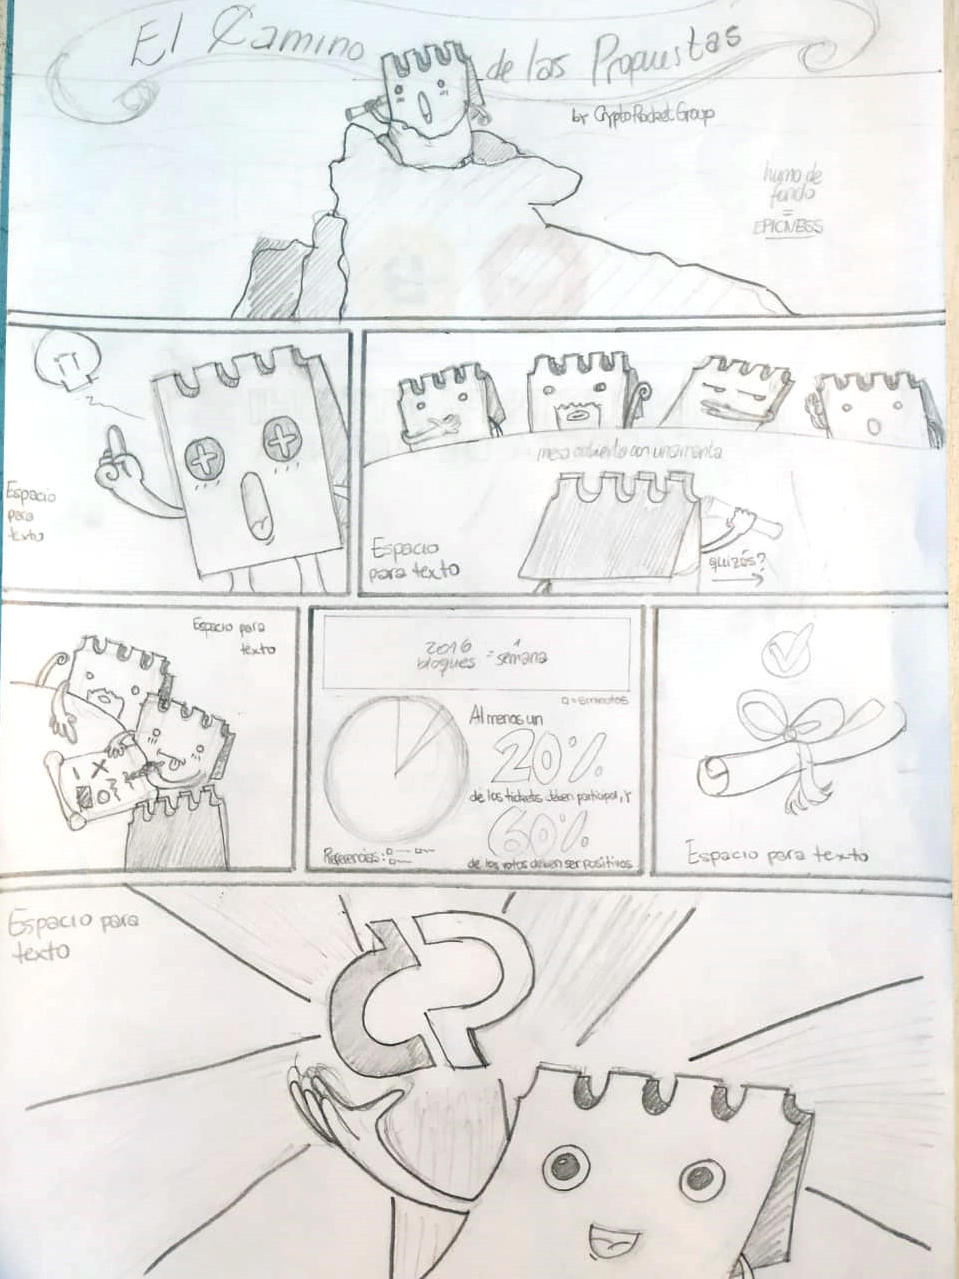 El Camino de las Propuestas
by CryptoRocket Group
humo de
fondo
=
EPICNESS
Espacio
para
texto
mesa cubierta con una manta
Espacio
para texto
quizás?
Espacio para
texto
2016
bloques = semana
= 5 minutos
Al menos un
20%
de los tickets deben participar, y
60%
de los votos deben ser positivos
Referencias:
Espacio para texto
Espacio para
texto